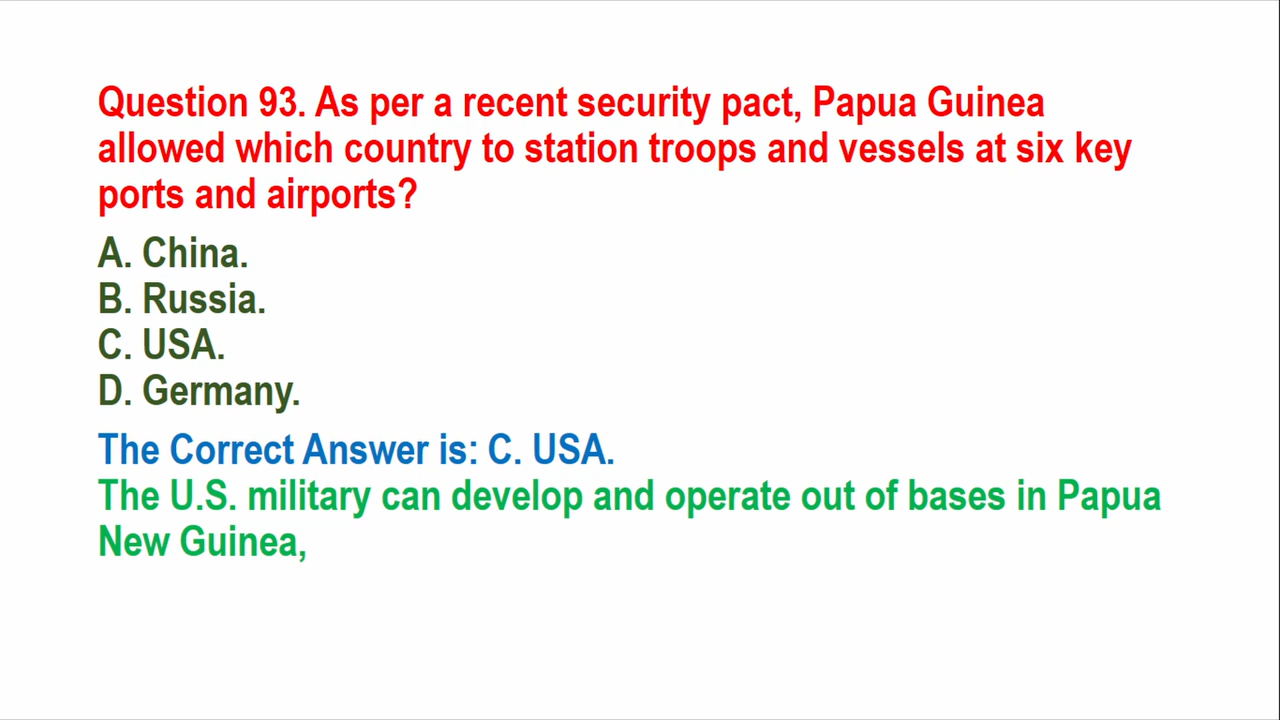 Question 93. As per a recent security pact, Papua Guinea
allowed which country to station troops and vessels at six key
ports and airports?
A. China.
B. Russia.
C. USA.
D. Germany.
The Correct Answer is: C. USA.
The U.S. military can develop and operate out of bases in Papua
New Guinea,